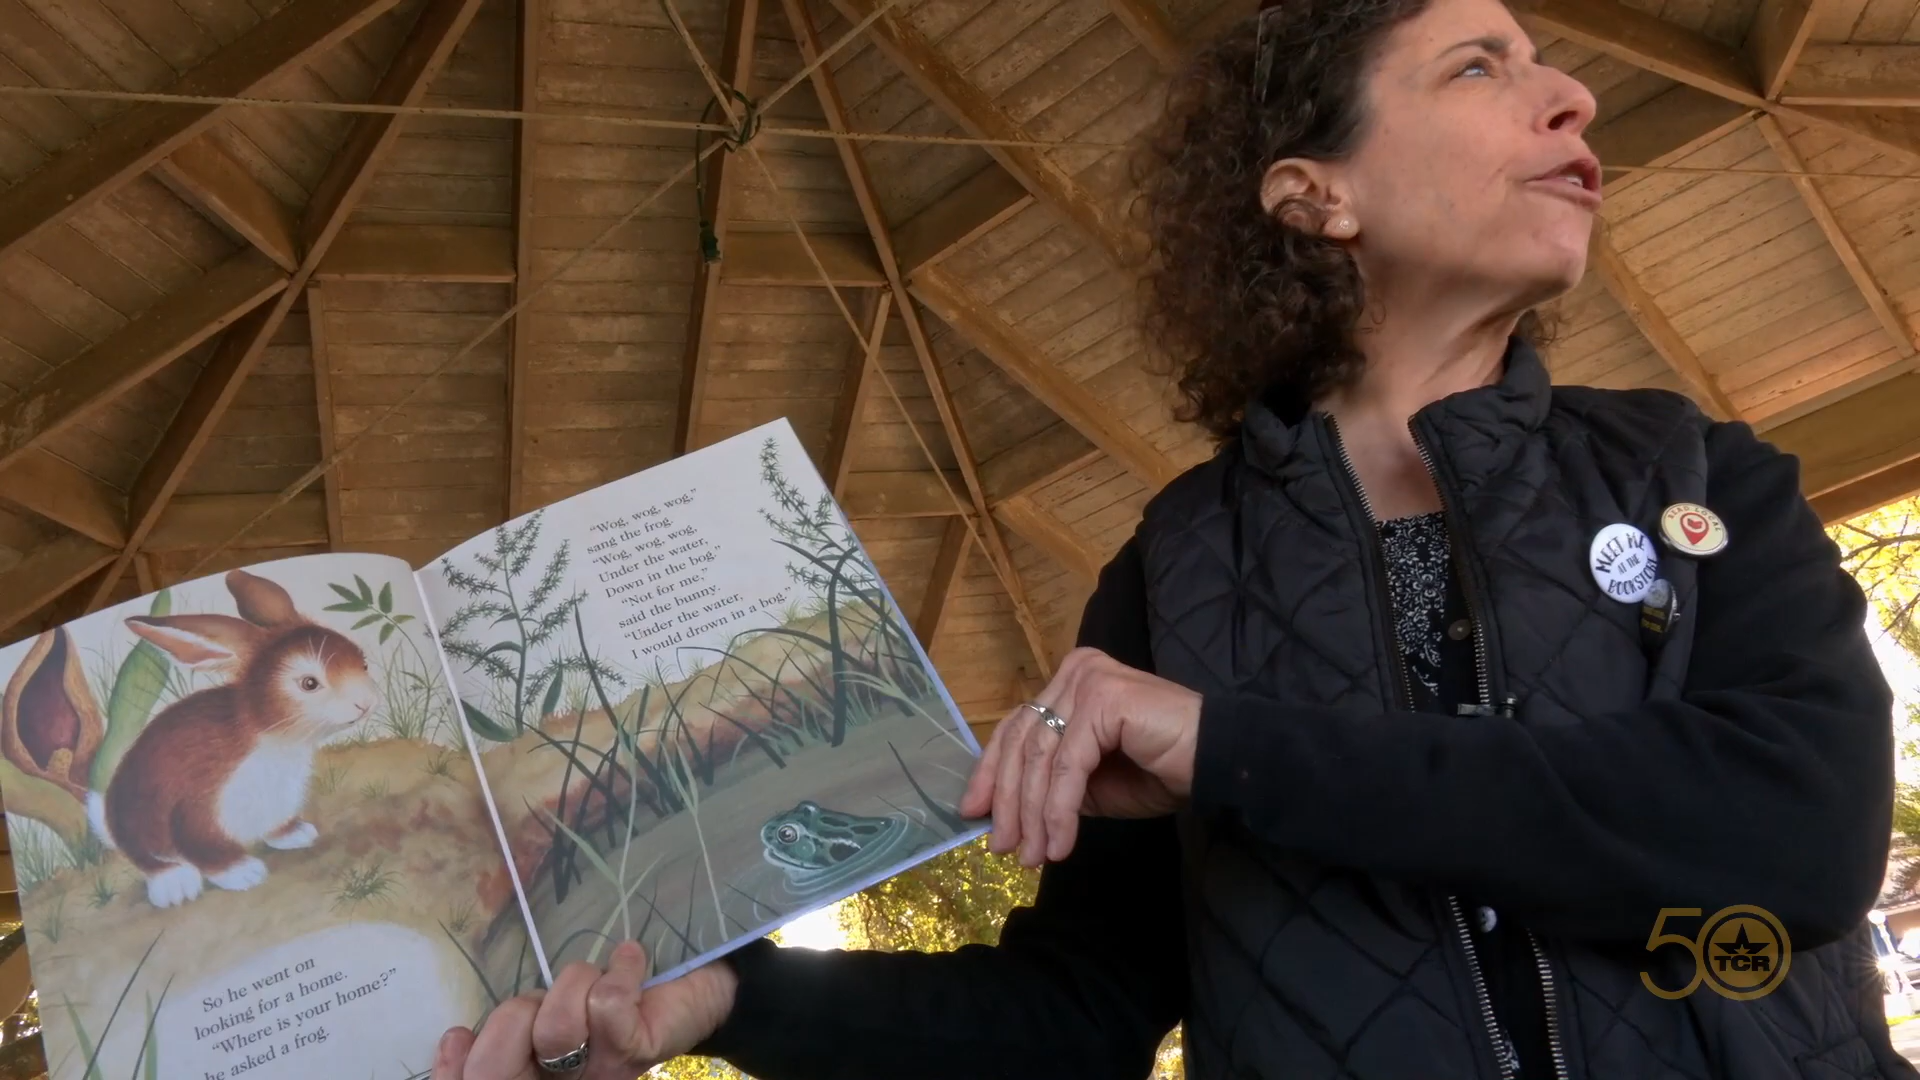 So he went on
looking for a home.
"Where is your home?"
he asked a frog.
"Wog, wog, wog,"
sang the frog.
"Wog, wog, wog,
Under the water,
Down in the bog."
"Not for me,"
said the bunny.
"Under the water,
I would drown in a bog."
MEET ME
AT THE
BOOKSTORE
READ LOCAL
50
TCR